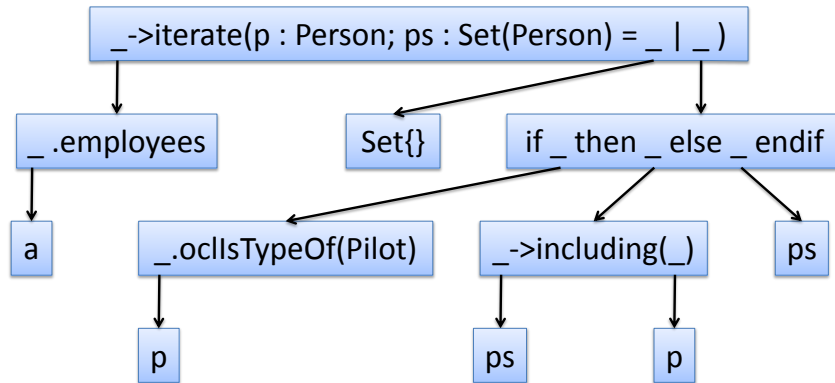 _->iterate(p : Person; ps : Set(Person) = _ | _ )
_ .employees
Set{}
if _ then _ else _ endif
a
_.oclIsTypeOf(Pilot)
_->including(_)
ps
p
ps
p